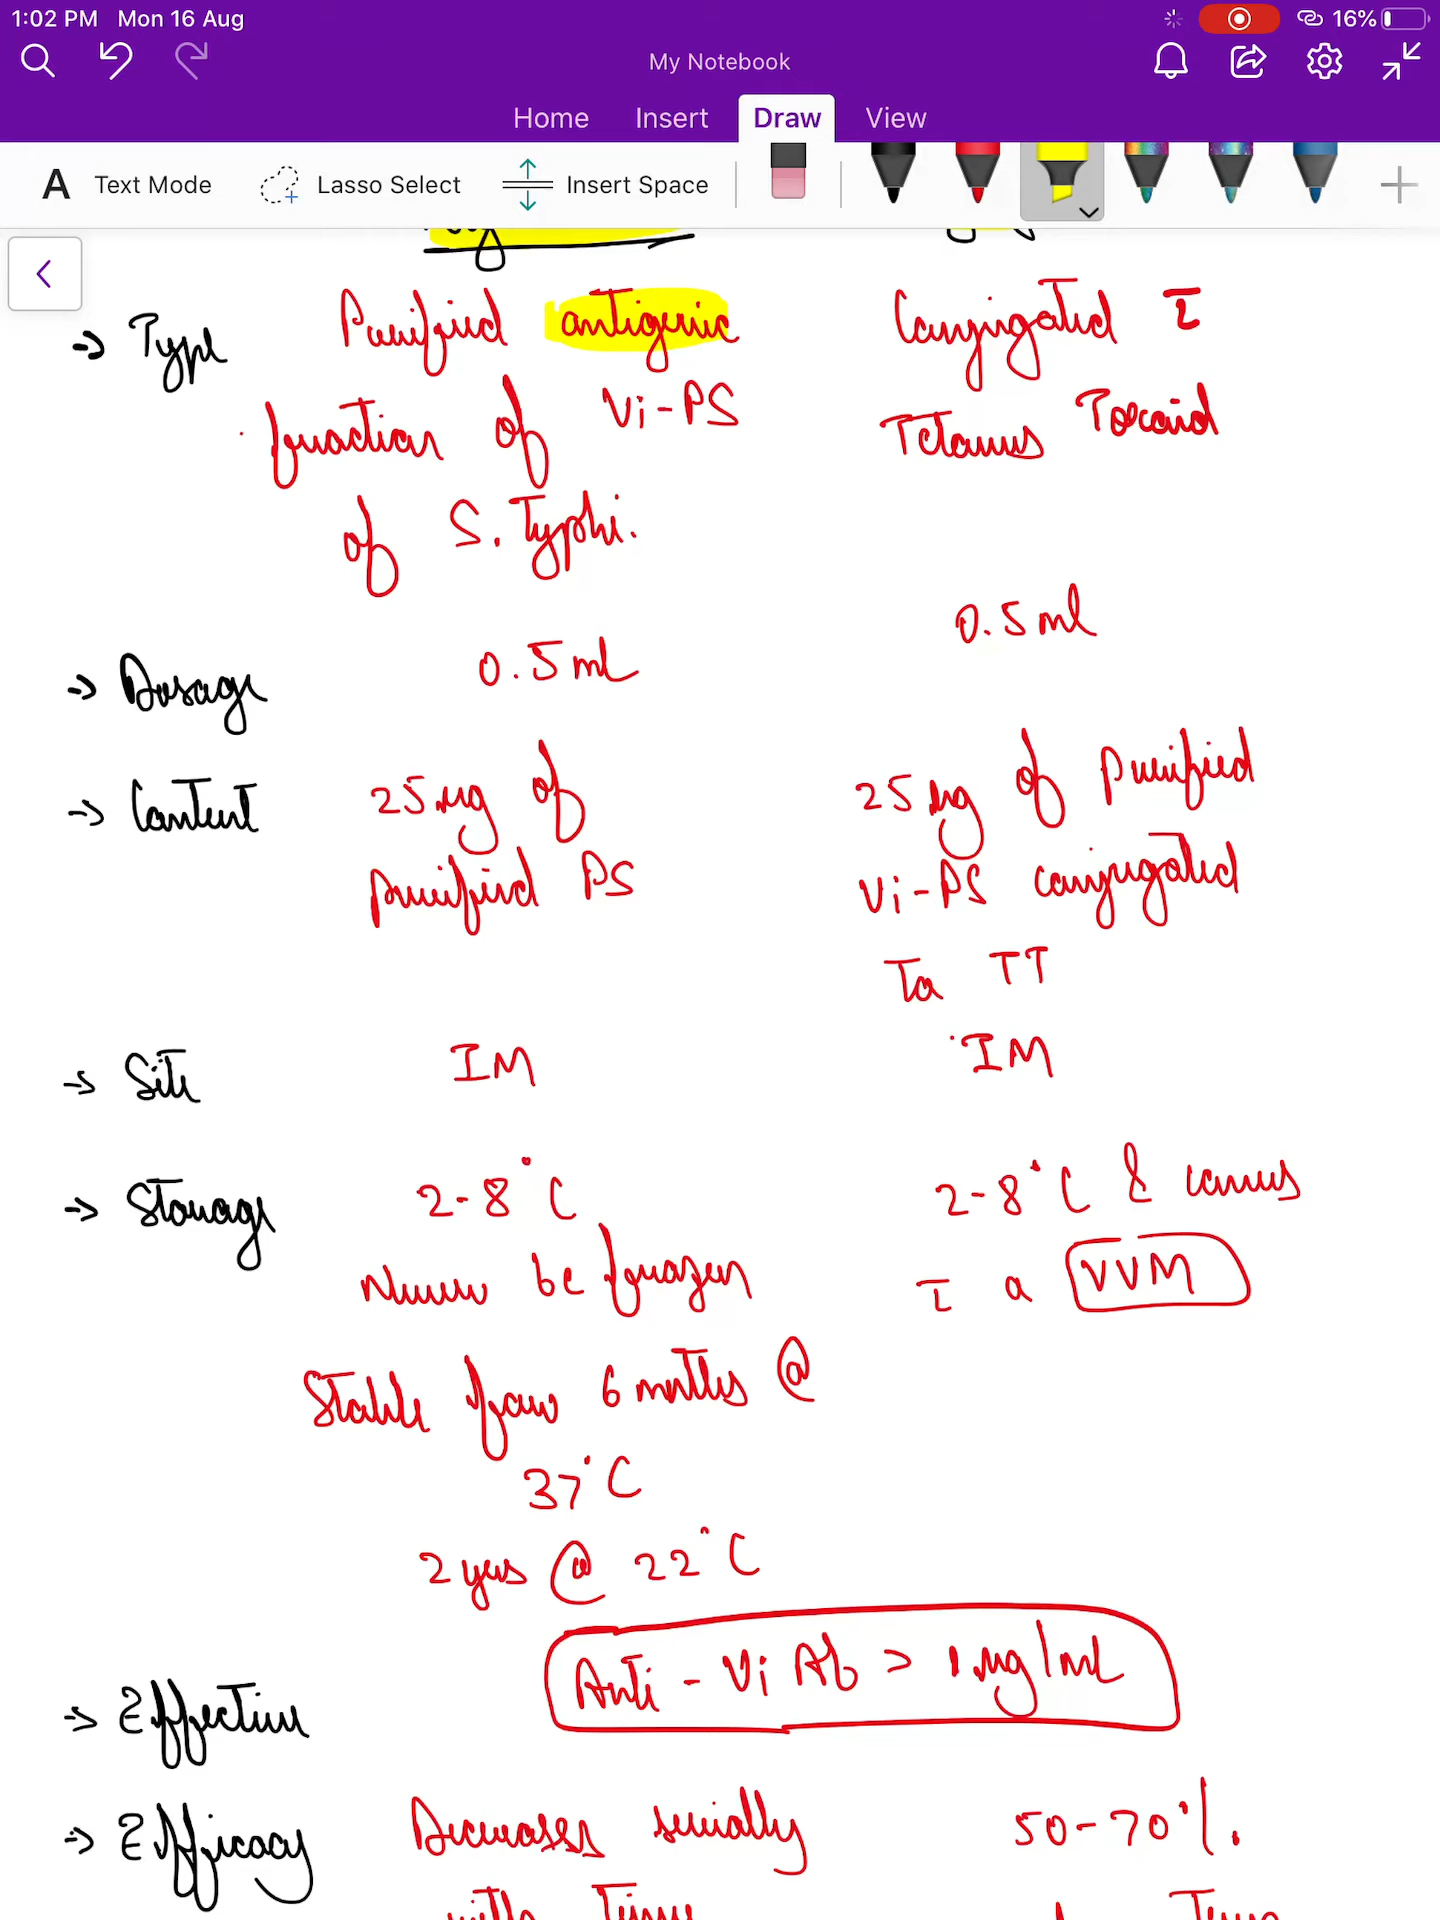 1:02 PM Mon 16 Aug 16%
My Notebook
Home Insert Draw View
A Text Mode Lasso Select Insert Space
→ Type Purified antigenic Conjugated c̄
function of Vi-PS Tetanus Toxoid
of S. Typhi.
→ Dosage 0.5 ml 0.5 ml
→ Content 25 µg of 25 µg of Purified
purified PS Vi-PS conjugated
To TT
→ Site IM IM
→ Storage 2-8°C 2-8°C & comes
Never be frozen c̄ a VVM
Stable for 6 months @
37°C
2 yrs @ 22°C
→ Effective Anti - Vi Ab > 1 µg/ml
→ Efficacy Decreases serially 50-70%.
with Time Time